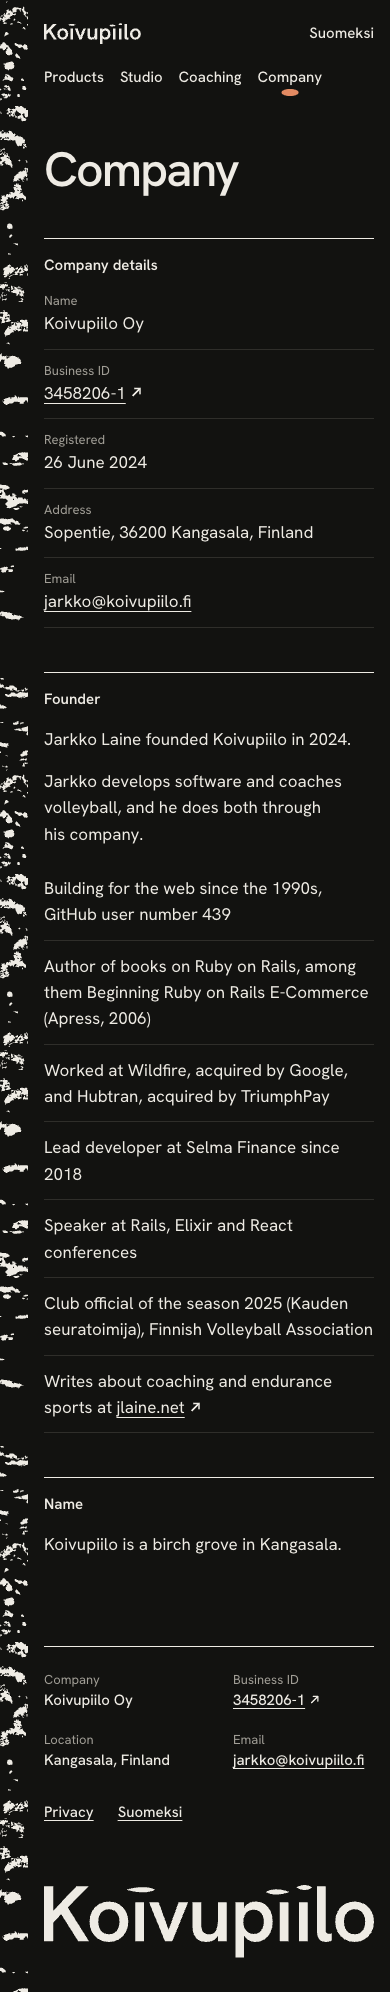 Koivupiilo
Suomeksi
Products Studio Coaching Company
Company
Company details
Name
Koivupiilo Oy
Business ID
3458206-1 ↗
Registered
26 June 2024
Address
Sopentie, 36200 Kangasala, Finland
Email
jarkko@koivupiilo.fi
Founder
Jarkko Laine founded Koivupiilo in 2024.
Jarkko develops software and coaches
volleyball, and he does both through
his company.
Building for the web since the 1990s,
GitHub user number 439
Author of books on Ruby on Rails, among
them Beginning Ruby on Rails E-Commerce
(Apress, 2006)
Worked at Wildfire, acquired by Google,
and Hubtran, acquired by TriumphPay
Lead developer at Selma Finance since
2018
Speaker at Rails, Elixir and React
conferences
Club official of the season 2025 (Kauden
seuratoimija), Finnish Volleyball Association
Writes about coaching and endurance
sports at jlaine.net ↗
Name
Koivupiilo is a birch grove in Kangasala.
Company
Koivupiilo Oy
Business ID
3458206-1 ↗
Location
Kangasala, Finland
Email
jarkko@koivupiilo.fi
Privacy Suomeksi
Koivupiilo